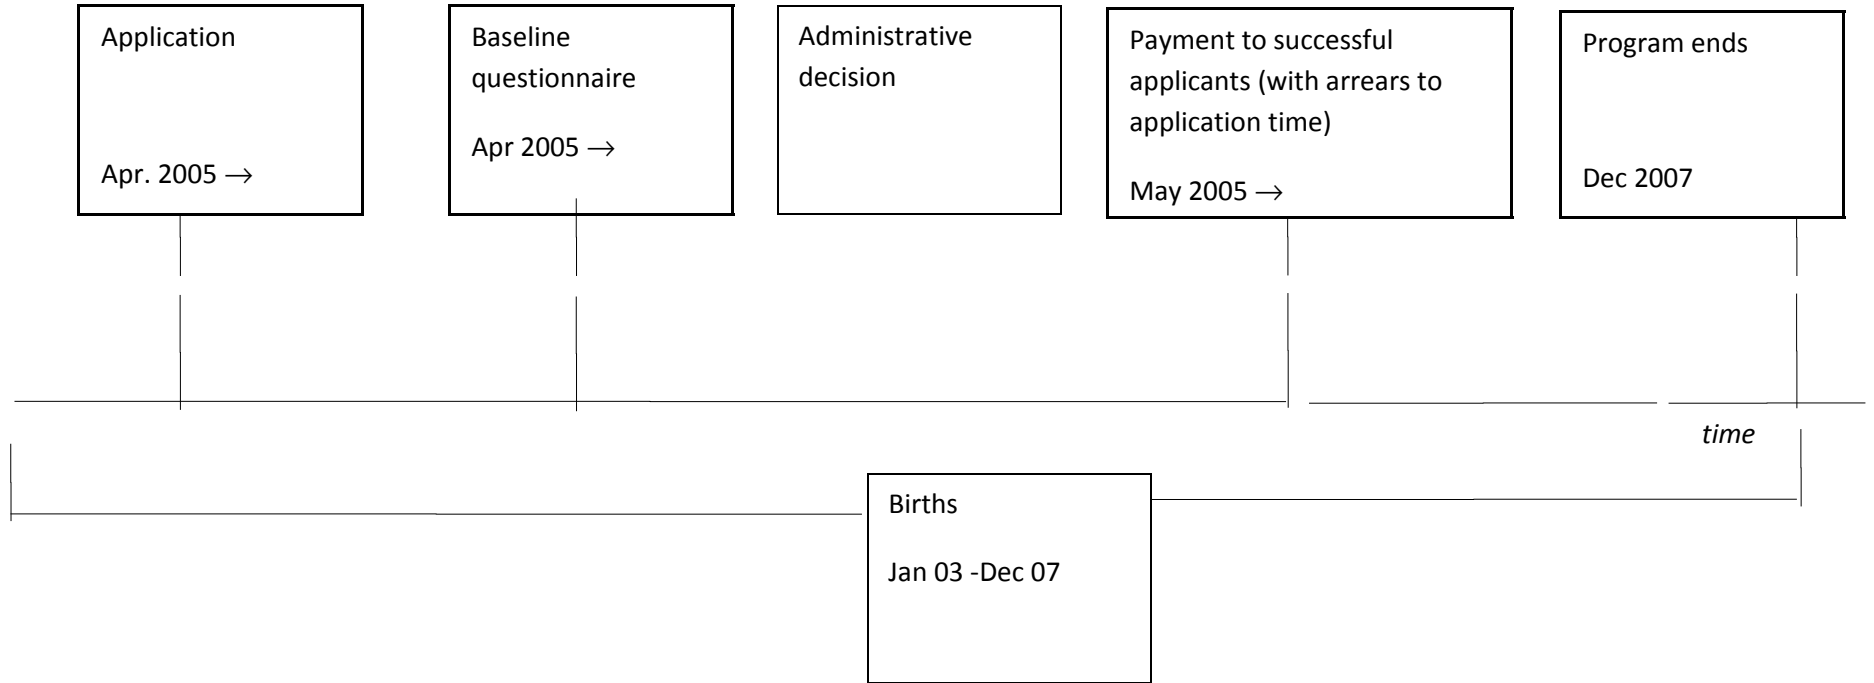 Application
Apr. 2005 →
Baseline
questionnaire
Apr 2005 →
Administrative
decision
Payment to successful
applicants (with arrears to
application time)
May 2005 →
Program ends
Dec 2007
time
Births
Jan 03 -Dec 07